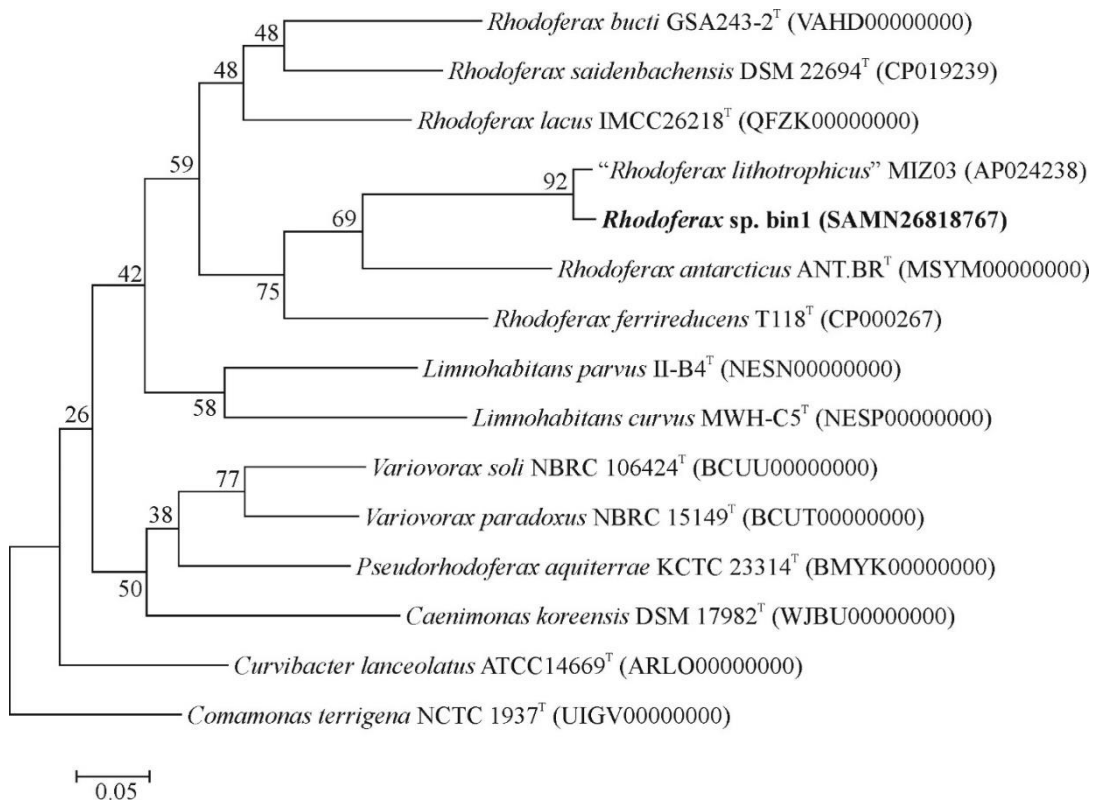 Rhodoferax bucti GSA243-2ᵀ (VAHD00000000)
48
Rhodoferax saidenbachensis DSM 22694ᵀ (CP019239)
48
Rhodoferax lacus IMCC26218ᵀ (QFZK00000000)
59
“Rhodoferax lithotrophicus” MIZ03 (AP024238)
92
Rhodoferax sp. bin1 (SAMN26818767)
69
Rhodoferax antarcticus ANT.BRᵀ (MSYM00000000)
42
75
Rhodoferax ferrireducens T118ᵀ (CP000267)
Limnohabitans parvus II-B4ᵀ (NESN00000000)
58
Limnohabitans curvus MWH-C5ᵀ (NESP00000000)
26
Variovorax soli NBRC 106424ᵀ (BCUU00000000)
77
Variovorax paradoxus NBRC 15149ᵀ (BCUT00000000)
38
Pseudorhodoferax aquiterrae KCTC 23314ᵀ (BMYK00000000)
50
Caenimonas koreensis DSM 17982ᵀ (WJBU00000000)
Curvibacter lanceolatus ATCC14669ᵀ (ARLO00000000)
Comamonas terrigena NCTC 1937ᵀ (UIGV00000000)
0.05